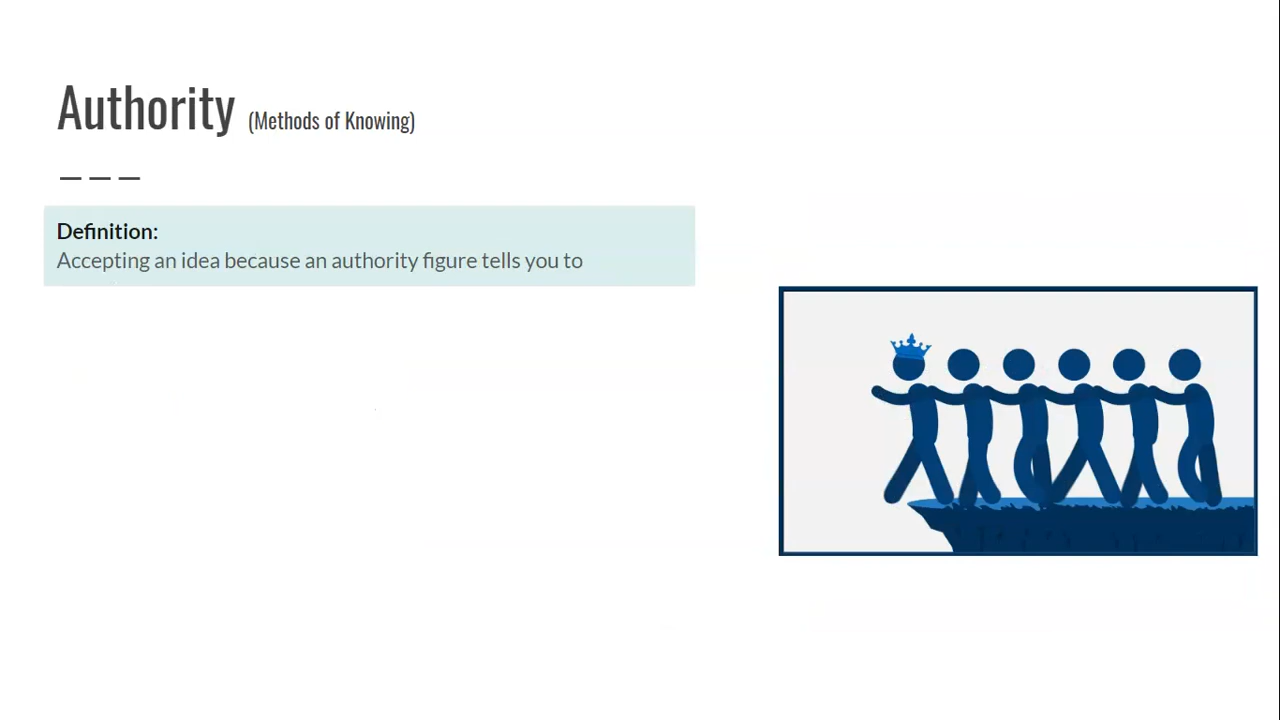 Authority (Methods of Knowing)
Definition:
Accepting an idea because an authority figure tells you to